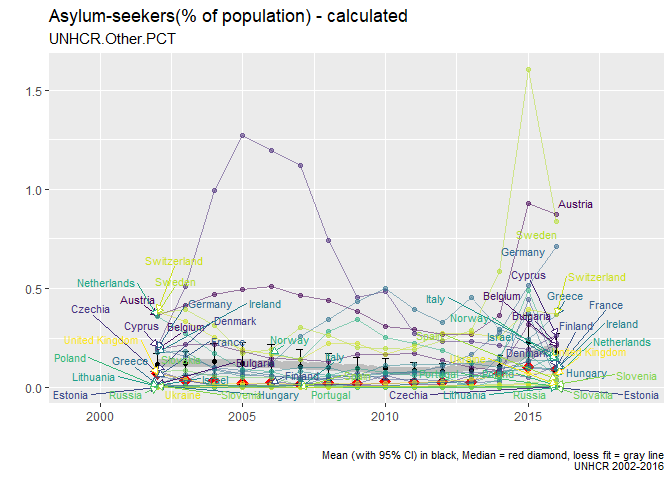 Asylum-seekers(% of population) - calculated
UNHCR.Other.PCT
1.5
1.0
0.5
0.0
Switzerland
Netherlands
Sweden
Austria
Germany
Ireland
Czechia
Cyprus
Belgium
Denmark
United Kingdom
France
Norway
Poland
Greece
Bulgaria
Italy
Lithuania
Israel
Finland
Estonia
Russia
Ukraine
Slovenia
Hungary
Portugal
Austria
Sweden
Germany
Cyprus
Switzerland
Italy
Belgium
Greece
France
Norway
Bulgaria
Finland
Ireland
Israel
Netherlands
Denmark
United Kingdom
Hungary
Slovenia
Czechia
Lithuania
Russia
Slovakia
Estonia
2000
2005
2010
2015
Mean (with 95% CI) in black, Median = red diamond, loess fit = gray line
UNHCR 2002-2016